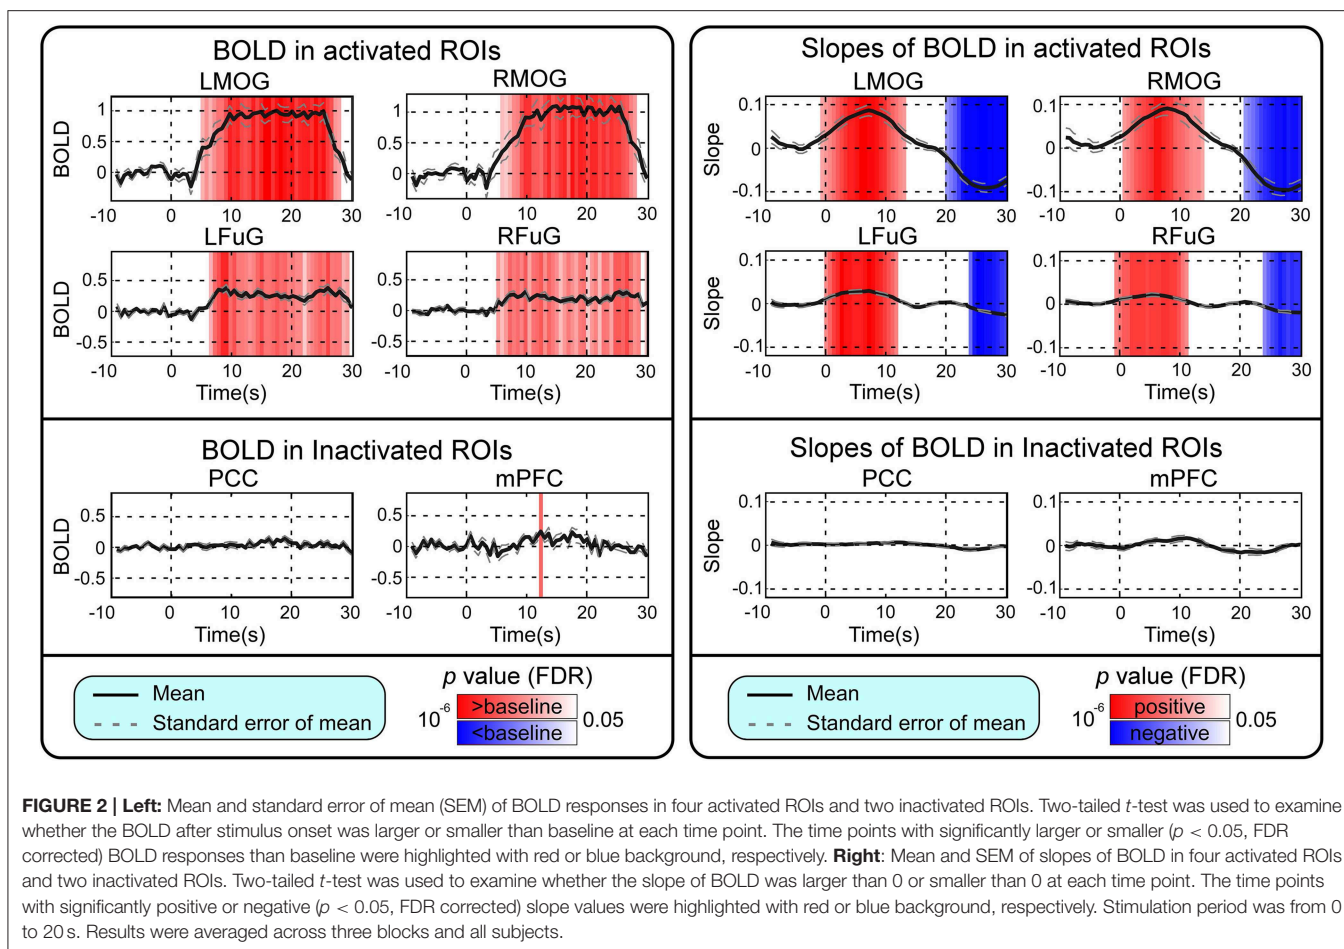 BOLD in activated ROIs
LMOG
RMOG
BOLD
1
0.5
0
-10 0 10 20 30
-10 0 10 20 30
LFuG
RFuG
BOLD
0.5
0
-0.5
-10 0 10 20 30
-10 0 10 20 30
Time(s)
Time(s)
BOLD in Inactivated ROIs
PCC
mPFC
BOLD
0.5
0
-0.5
0.5
0
-0.5
-10 0 10 20 30
-10 0 10 20 30
Time(s)
Time(s)
Mean
Standard error of mean
p value (FDR)
10-6
>baseline
<baseline
0.05
Slopes of BOLD in activated ROIs
LMOG
RMOG
Slope
0.1
0
-0.1
0.1
0
-0.1
-10 0 10 20 30
-10 0 10 20 30
LFuG
RFuG
Slope
0.1
0
-0.1
0.1
0
-0.1
-10 0 10 20 30
-10 0 10 20 30
Time(s)
Time(s)
Slopes of BOLD in Inactivated ROIs
PCC
mPFC
Slope
0.1
0
-0.1
0.1
0
-0.1
-10 0 10 20 30
-10 0 10 20 30
Time(s)
Time(s)
Mean
Standard error of mean
p value (FDR)
10-6
positive
negative
0.05
FIGURE 2 | Left: Mean and standard error of mean (SEM) of BOLD responses in four activated ROIs and two inactivated ROIs. Two-tailed t-test was used to examine
whether the BOLD after stimulus onset was larger or smaller than baseline at each time point. The time points with significantly larger or smaller (p < 0.05, FDR
corrected) BOLD responses than baseline were highlighted with red or blue background, respectively. Right: Mean and SEM of slopes of BOLD in four activated ROIs
and two inactivated ROIs. Two-tailed t-test was used to examine whether the slope of BOLD was larger than 0 or smaller than 0 at each time point. The time points
with significantly positive or negative (p < 0.05, FDR corrected) slope values were highlighted with red or blue background, respectively. Stimulation period was from 0
to 20 s. Results were averaged across three blocks and all subjects.